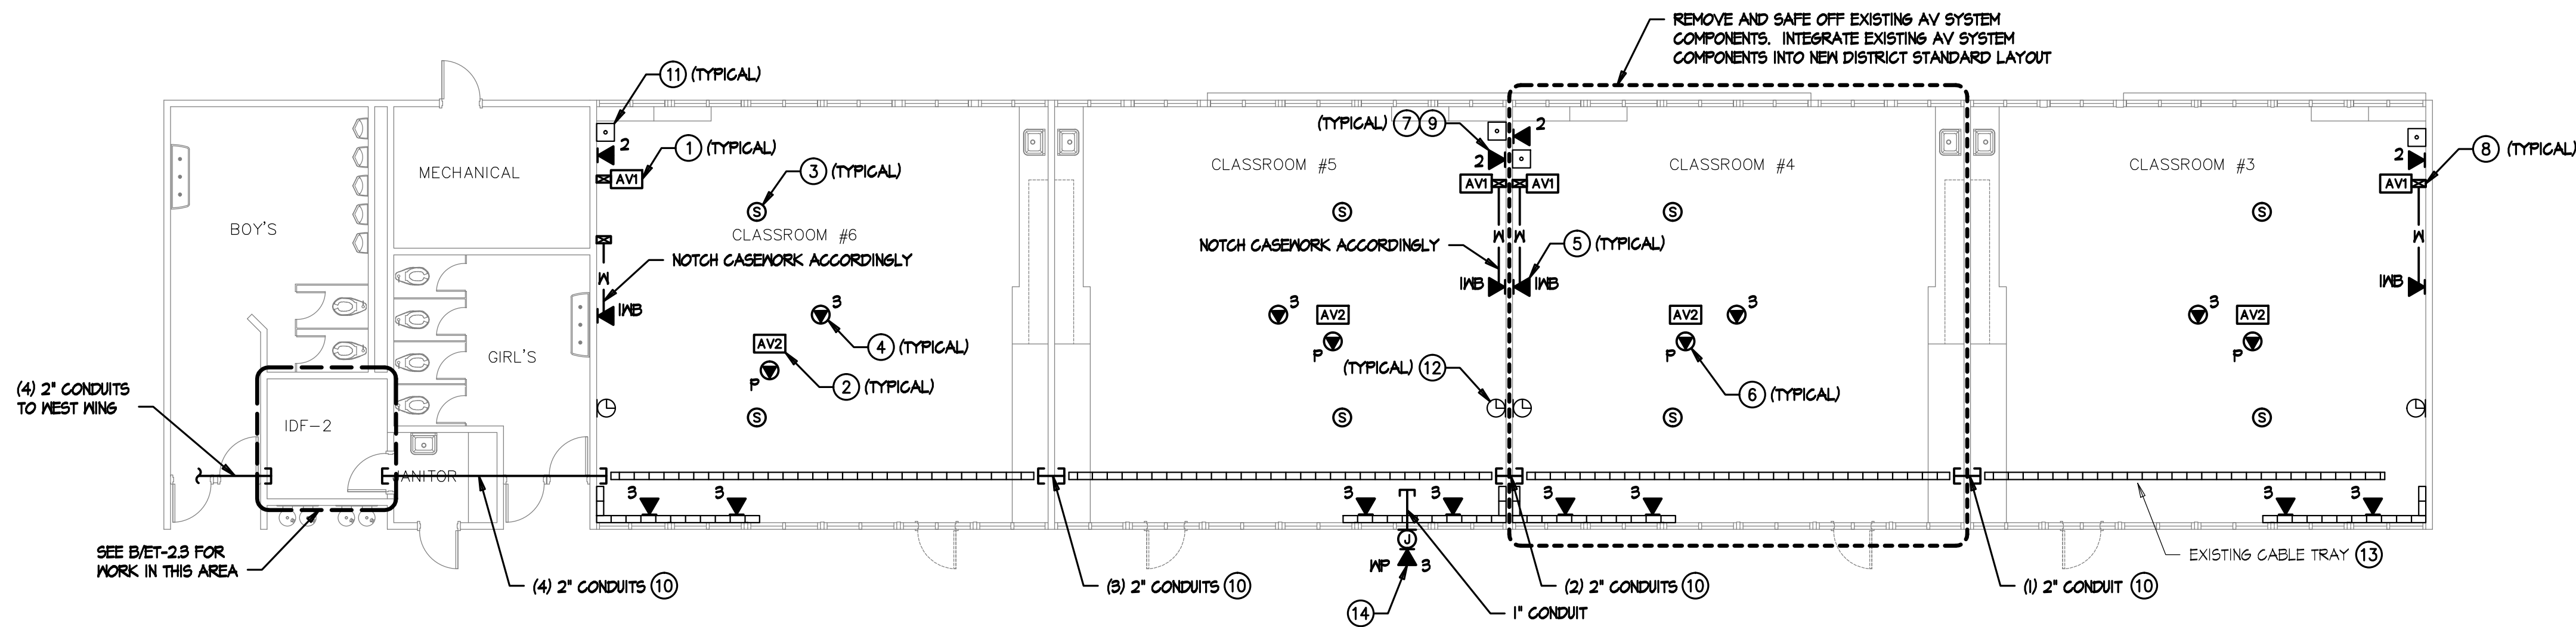 REMOVE AND SAFE OFF EXISTING AV SYSTEM
COMPONENTS. INTEGRATE EXISTING AV SYSTEM
COMPONENTS INTO NEW DISTRICT STANDARD LAYOUT
11 (TYPICAL)
2
1 (TYPICAL)
AV1
MECHANICAL
3 (TYPICAL)
S
BOY'S
CLASSROOM #6
NOTCH CASEWORK ACCORDINGLY
W
IWB
3
4 (TYPICAL)
AV2
P
2 (TYPICAL)
S
GIRL'S
(4) 2" CONDUITS
TO WEST WING
IDF-2
JANITOR
SEE B/ET-2.3 FOR
WORK IN THIS AREA
(4) 2" CONDUITS 10
3
3
(TYPICAL) 7 9
2
CLASSROOM #5
AV1
S
NOTCH CASEWORK ACCORDINGLY
W
IWB
3
AV2
P
(TYPICAL) 12
S
3
3
J
WP
3
14
1" CONDUIT
(3) 2" CONDUITS 10
2
CLASSROOM #4
AV1
S
W
5 (TYPICAL)
IWB
AV2
3
P
6 (TYPICAL)
S
3
3
(2) 2" CONDUITS 10
CLASSROOM #3
2
8 (TYPICAL)
AV1
S
W
IWB
3
AV2
P
S
3
3
EXISTING CABLE TRAY 13
(1) 2" CONDUIT 10